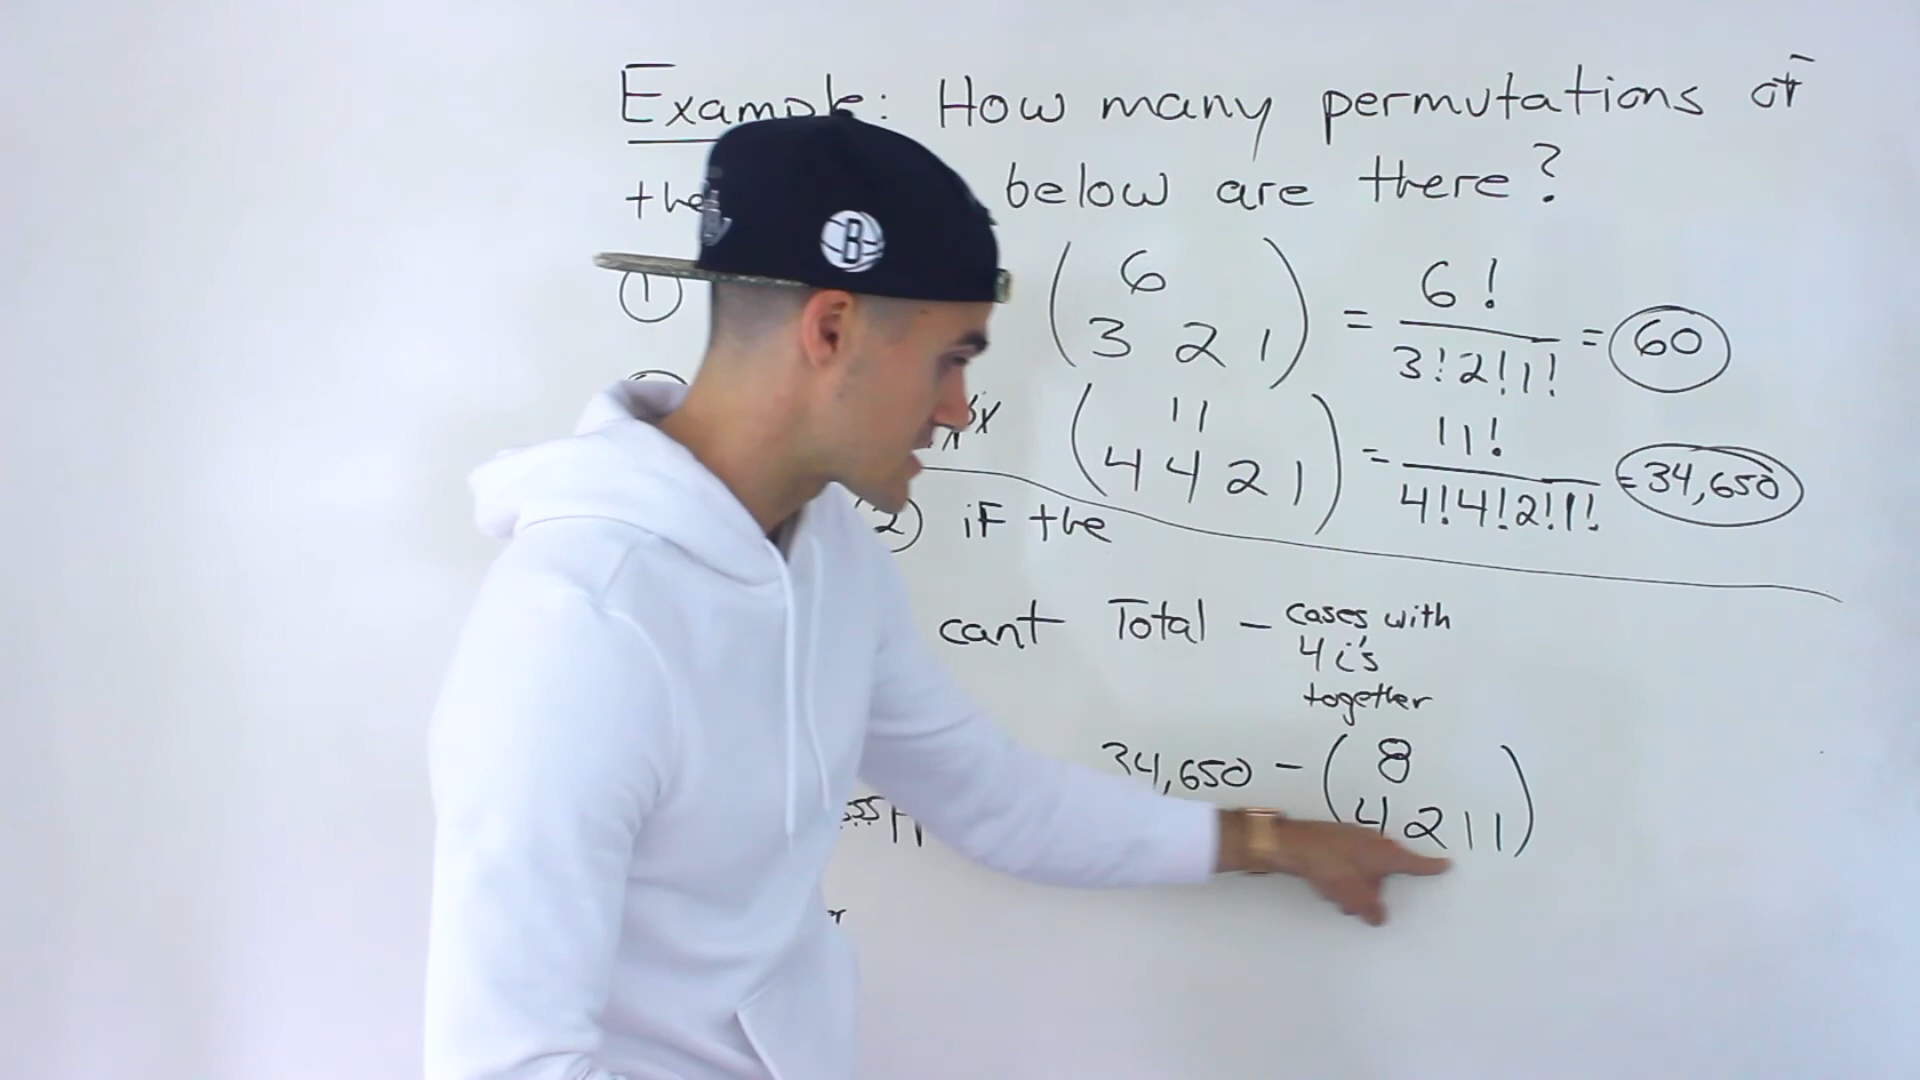 Example: How many permutations of
the below are there?
1 ( 6 / 3 2 1 ) = 6! / 3!2!1! = 60
( 11 / 4 4 2 1 ) = 11! / 4!4!2!1! = 34,650
2) if the
cant Total - cases with
4 i's
together
34,650 - ( 8 / 4 2 1 1 )
B